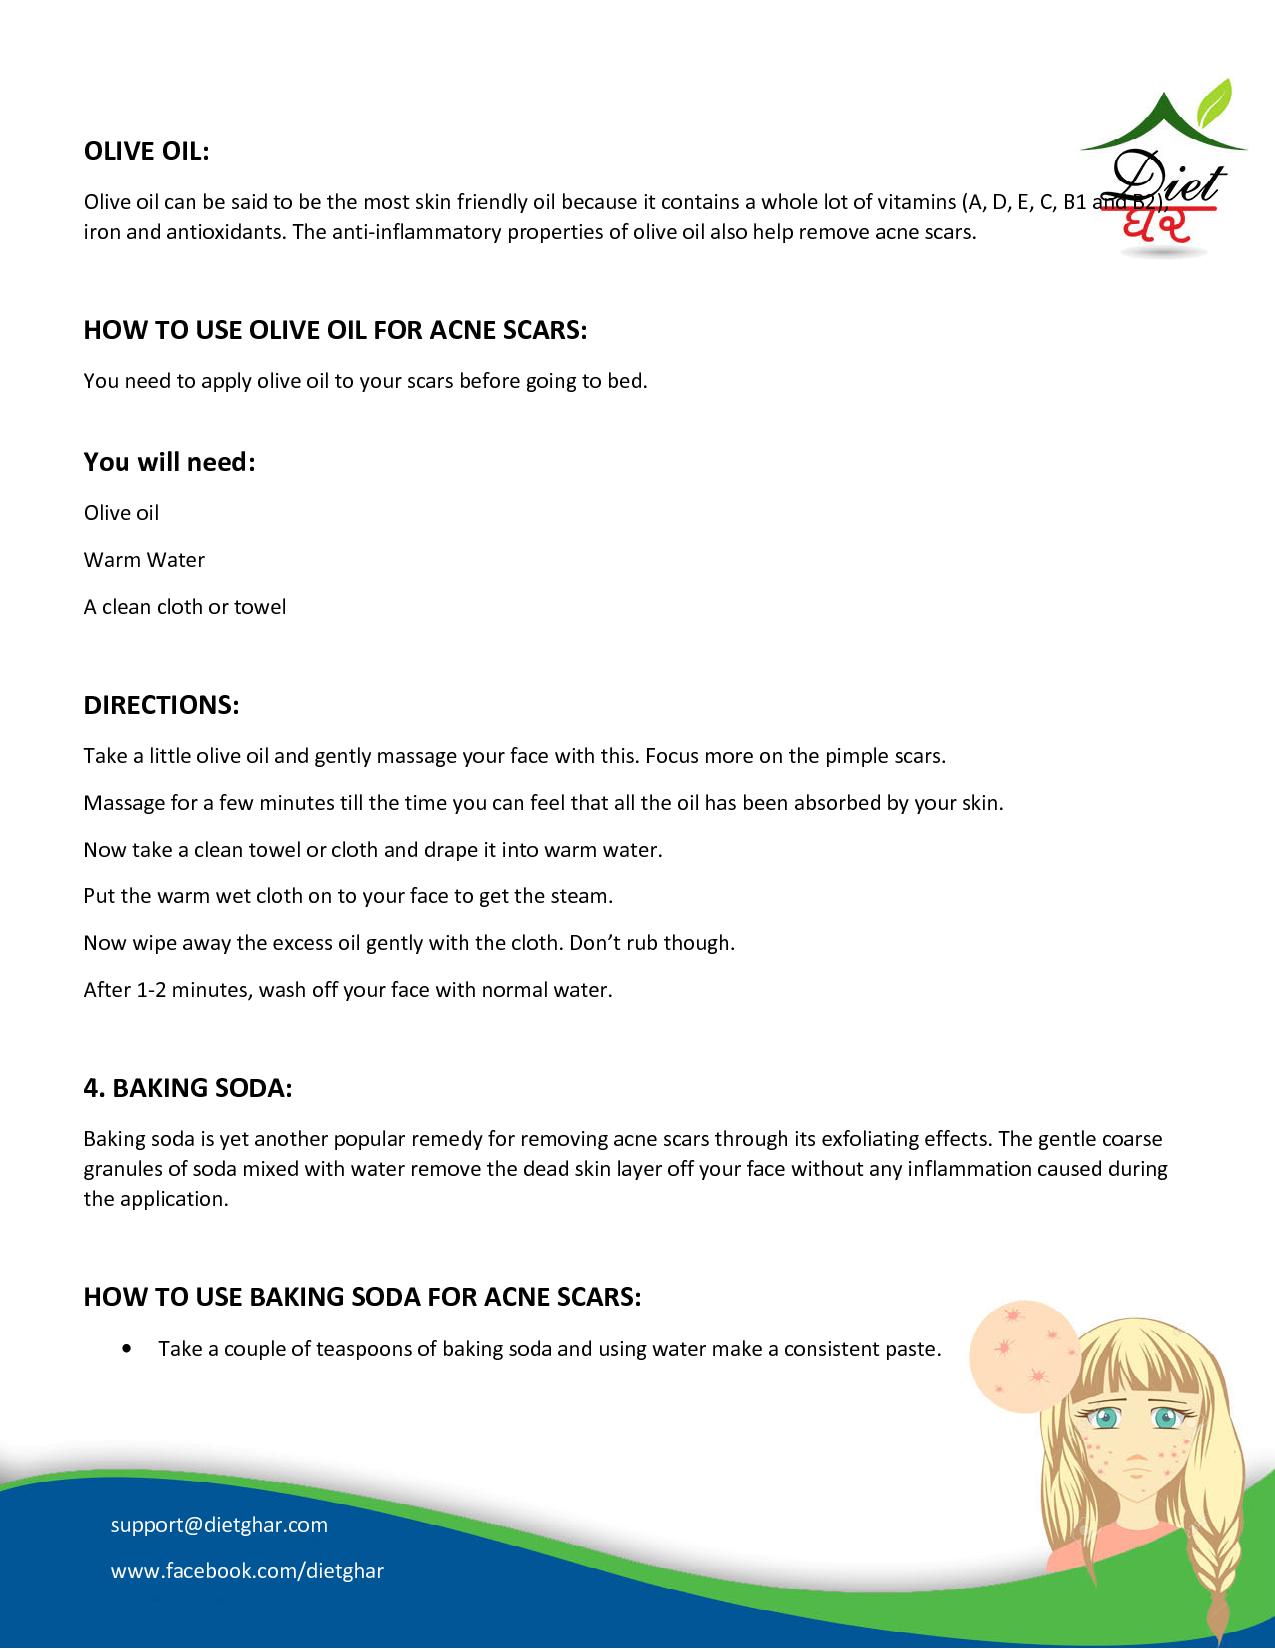 Diet
ઘર
OLIVE OIL:
Olive oil can be said to be the most skin friendly oil because it contains a whole lot of vitamins (A, D, E, C, B1 and B2),
iron and antioxidants. The anti-inflammatory properties of olive oil also help remove acne scars.
HOW TO USE OLIVE OIL FOR ACNE SCARS:
You need to apply olive oil to your scars before going to bed.
You will need:
Olive oil
Warm Water
A clean cloth or towel
DIRECTIONS:
Take a little olive oil and gently massage your face with this. Focus more on the pimple scars.
Massage for a few minutes till the time you can feel that all the oil has been absorbed by your skin.
Now take a clean towel or cloth and drape it into warm water.
Put the warm wet cloth on to your face to get the steam.
Now wipe away the excess oil gently with the cloth. Don’t rub though.
After 1-2 minutes, wash off your face with normal water.
4. BAKING SODA:
Baking soda is yet another popular remedy for removing acne scars through its exfoliating effects. The gentle coarse
granules of soda mixed with water remove the dead skin layer off your face without any inflammation caused during
the application.
HOW TO USE BAKING SODA FOR ACNE SCARS:
• Take a couple of teaspoons of baking soda and using water make a consistent paste.
support@dietghar.com
www.facebook.com/dietghar